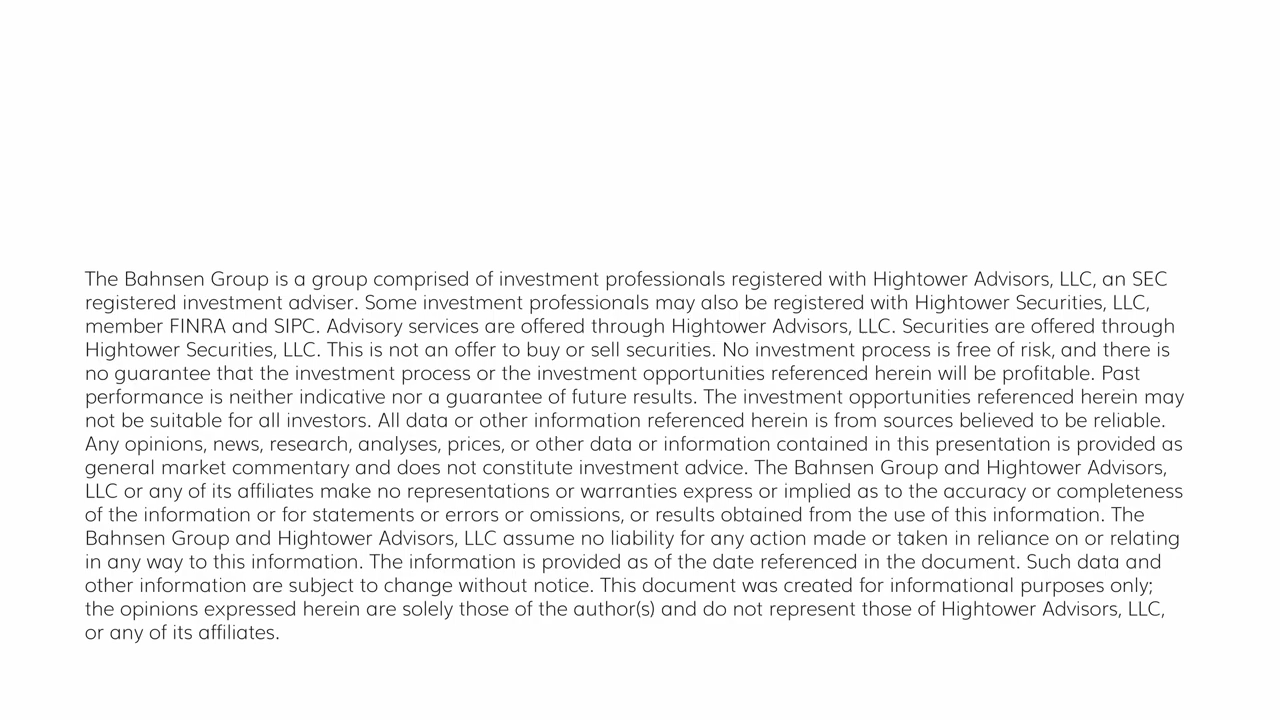 The Bahnsen Group is a group comprised of investment professionals registered with Hightower Advisors, LLC, an SEC
registered investment adviser. Some investment professionals may also be registered with Hightower Securities, LLC,
member FINRA and SIPC. Advisory services are offered through Hightower Advisors, LLC. Securities are offered through
Hightower Securities, LLC. This is not an offer to buy or sell securities. No investment process is free of risk, and there is
no guarantee that the investment process or the investment opportunities referenced herein will be profitable. Past
performance is neither indicative nor a guarantee of future results. The investment opportunities referenced herein may
not be suitable for all investors. All data or other information referenced herein is from sources believed to be reliable.
Any opinions, news, research, analyses, prices, or other data or information contained in this presentation is provided as
general market commentary and does not constitute investment advice. The Bahnsen Group and Hightower Advisors,
LLC or any of its affiliates make no representations or warranties express or implied as to the accuracy or completeness
of the information or for statements or errors or omissions, or results obtained from the use of this information. The
Bahnsen Group and Hightower Advisors, LLC assume no liability for any action made or taken in reliance on or relating
in any way to this information. The information is provided as of the date referenced in the document. Such data and
other information are subject to change without notice. This document was created for informational purposes only;
the opinions expressed herein are solely those of the author(s) and do not represent those of Hightower Advisors, LLC,
or any of its affiliates.